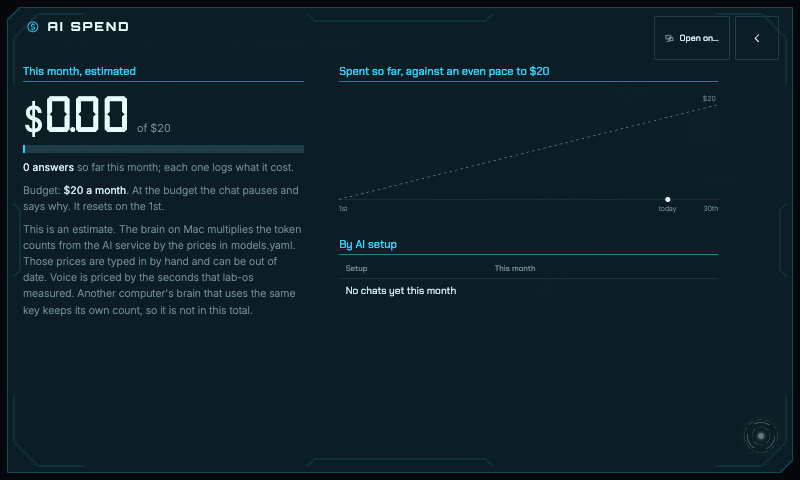 AI SPEND
Open on...
This month, estimated
$0.00 of $20
0 answers so far this month; each one logs what it cost.
Budget: $20 a month. At the budget the chat pauses and
says why. It resets on the 1st.
This is an estimate. The brain on Mac multiplies the token
counts from the AI service by the prices in models.yaml.
Those prices are typed in by hand and can be out of
date. Voice is priced by the seconds that lab-os
measured. Another computer's brain that uses the same
key keeps its own count, so it is not in this total.
Spent so far, against an even pace to $20
$20
1st today 30th
By AI setup
Setup This month
No chats yet this month